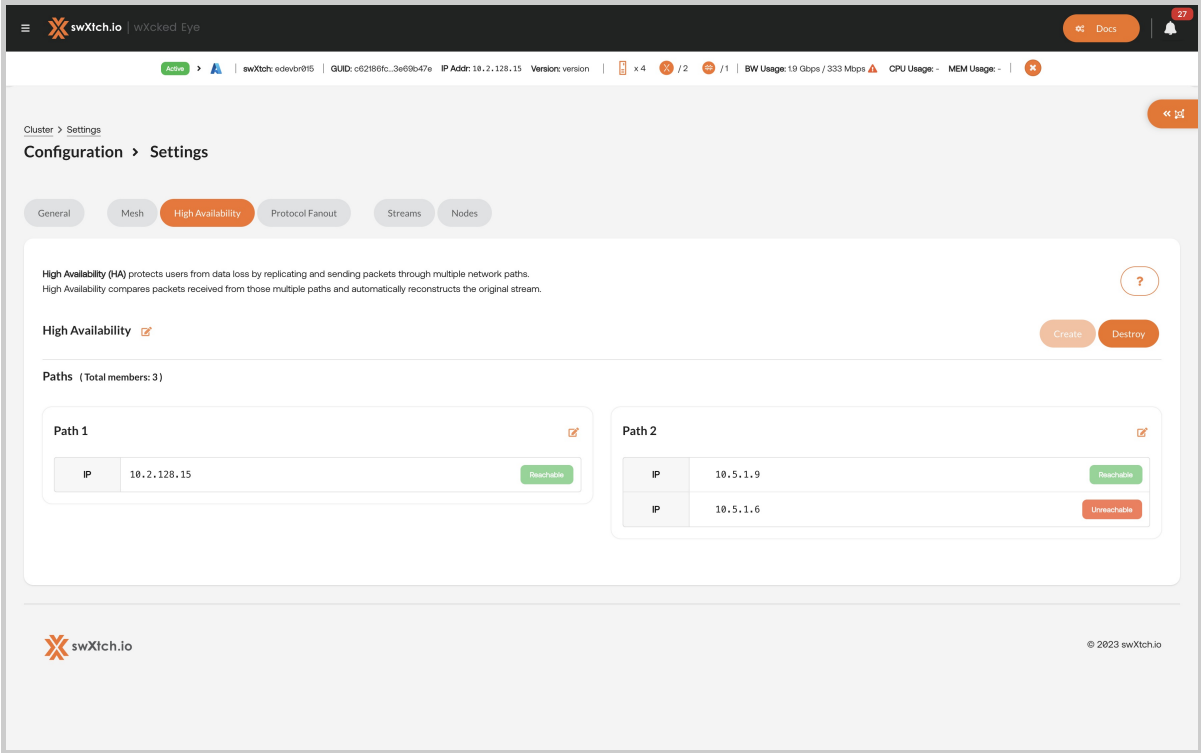 swXtch.io | wXcked Eye
Docs
27
Active > | swXtch: edevbr015 | GUID: c62186fc...3e69b47e IP Addr: 10.2.128.15 Version: version | x 4 / 2 / 1 | BW Usage: 1.9 Gbps / 333 Mbps CPU Usage: - MEM Usage: - |
Cluster > Settings
Configuration > Settings
General Mesh High Availability Protocol Fanout Streams Nodes
High Availability (HA) protects users from data loss by replicating and sending packets through multiple network paths.
High Availability compares packets received from those multiple paths and automatically reconstructs the original stream.
?
High Availability
Create Destroy
Paths (Total members: 3)
Path 1
IP 10.2.128.15 Reachable
Path 2
IP 10.5.1.9 Reachable
IP 10.5.1.6 Unreachable
swXtch.io
© 2023 swXtch.io